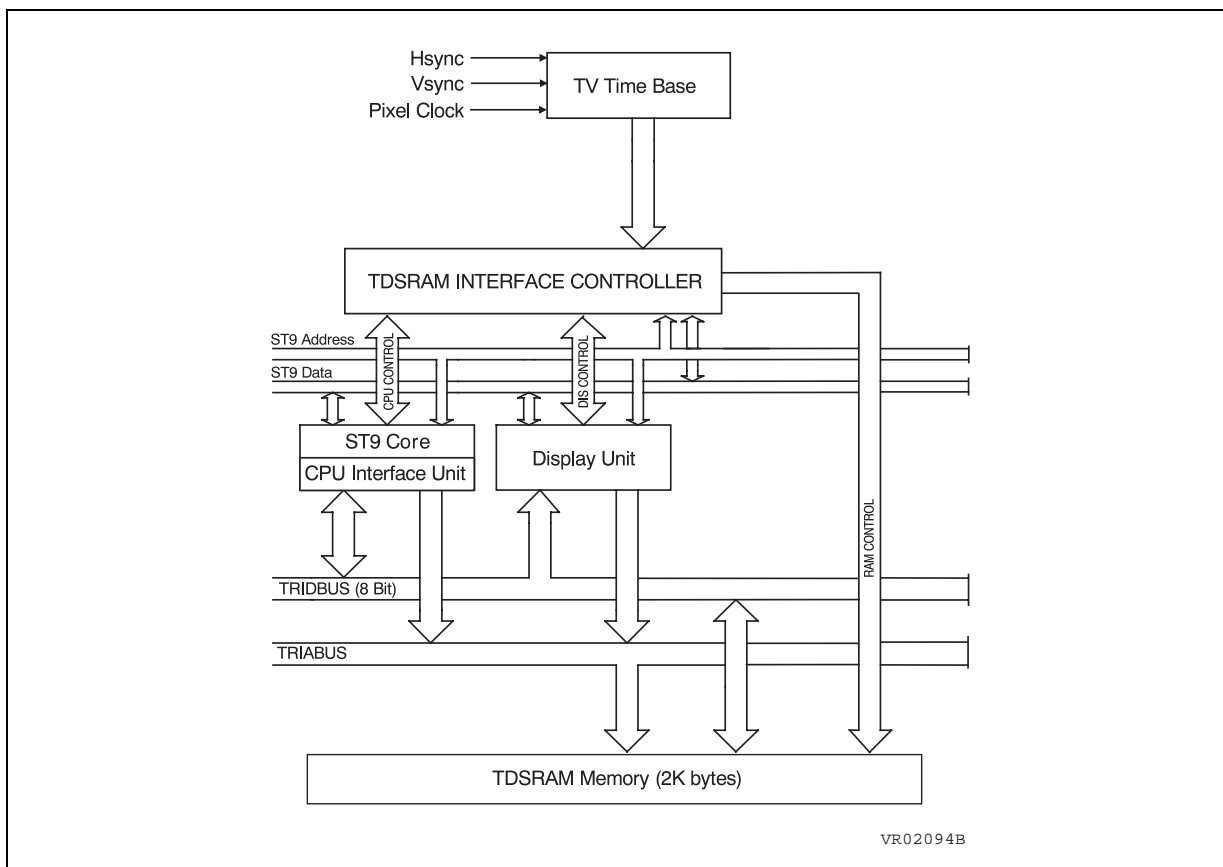 Hsync
Vsync
Pixel Clock
TV Time Base
TDSRAM INTERFACE CONTROLLER
ST9 Address
ST9 Data
CPU CONTROL
DIS CONTROL
RAM CONTROL
ST9 Core
CPU Interface Unit
Display Unit
TRIDBUS (8 Bit)
TRIABUS
TDSRAM Memory (2K bytes)
VR02094B